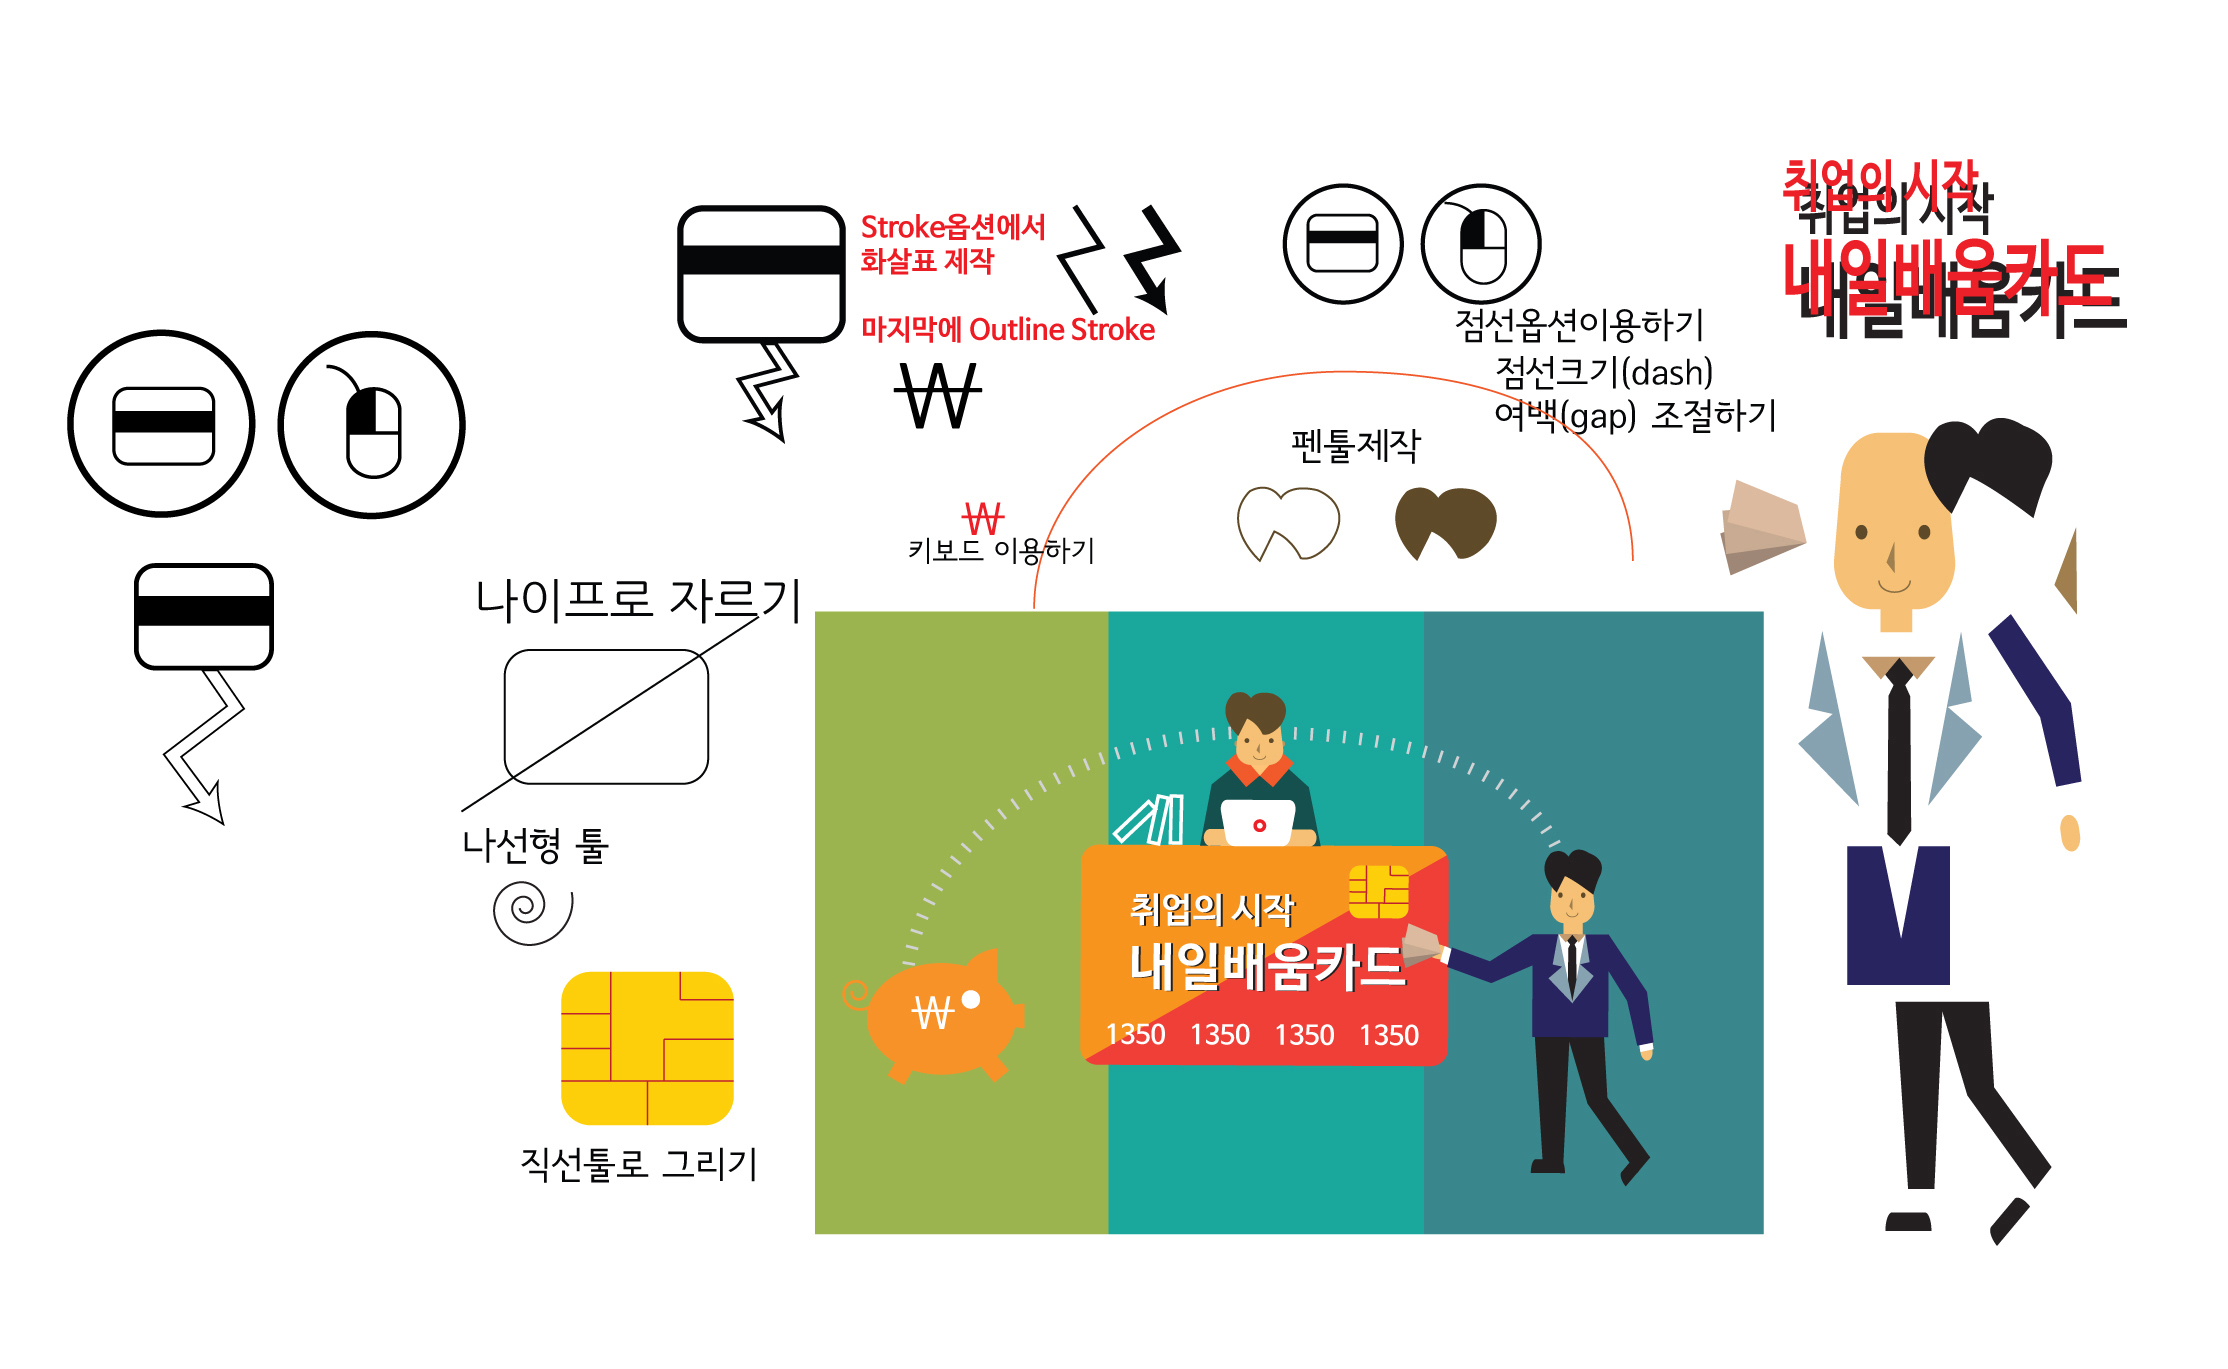 취업의 시작
취업의 시작
내일배움카드
내일배움카드
Stroke옵션에서
화살표 제작
마지막에 Outline Stroke
₩
점선옵션이용하기
점선크기(dash)
여백(gap) 조절하기
펜툴제작
₩
키보드 이용하기
나이프로 자르기
나선형 툴
직선툴로 그리기
취업의 시작
내일배움카드
₩
1350 1350 1350 1350